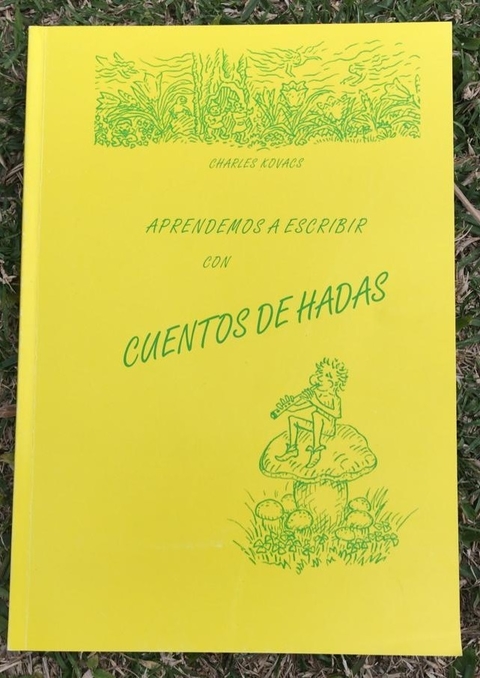 CHARLES KOVACS
APRENDEMOS A ESCRIBIR
CON
CUENTOS DE HADAS